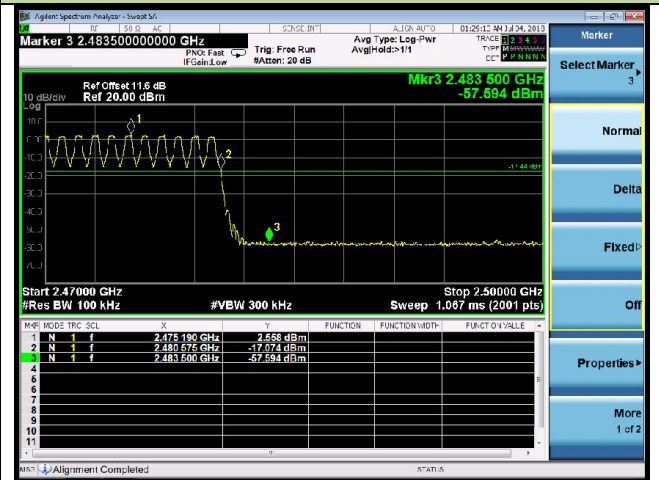 Agilent Spectrum Analyzer - Swept SA
RF 50 Ω AC SENSE:INT ALIGN AUTO 01:29:13 AM Jul 04, 2010
Marker 3 2.483500000000 GHz
PNO: Fast Trig: Free Run Avg Type: Log-Pwr TRACE 1 2 3 4 5 6
IFGain:Low #Atten: 20 dB Avg|Hold:>1/1 TYPE
DET P P N N N N
Marker
Select Marker
3
Normal
Delta
Fixed
Off
Properties
More
1 of 2
Ref Offset 11.6 dB
10 dB/div Ref 20.00 dBm
Log
Mkr3 2.483 500 GHz
-57.594 dBm
1
2
3
-17.44 dBm
Start 2.47000 GHz Stop 2.50000 GHz
#Res BW 100 kHz #VBW 300 kHz Sweep 1.067 ms (2001 pts)
MKR MODE TRC SCL X Y FUNCTION FUNCTION WIDTH FUNCTION VALUE
1 N 1 f 2.475 190 GHz 2.558 dBm
2 N 1 f 2.480 575 GHz -17.074 dBm
3 N 1 f 2.483 500 GHz -57.594 dBm
4
5
6
7
8
9
10
11
MSG Alignment Completed STATUS